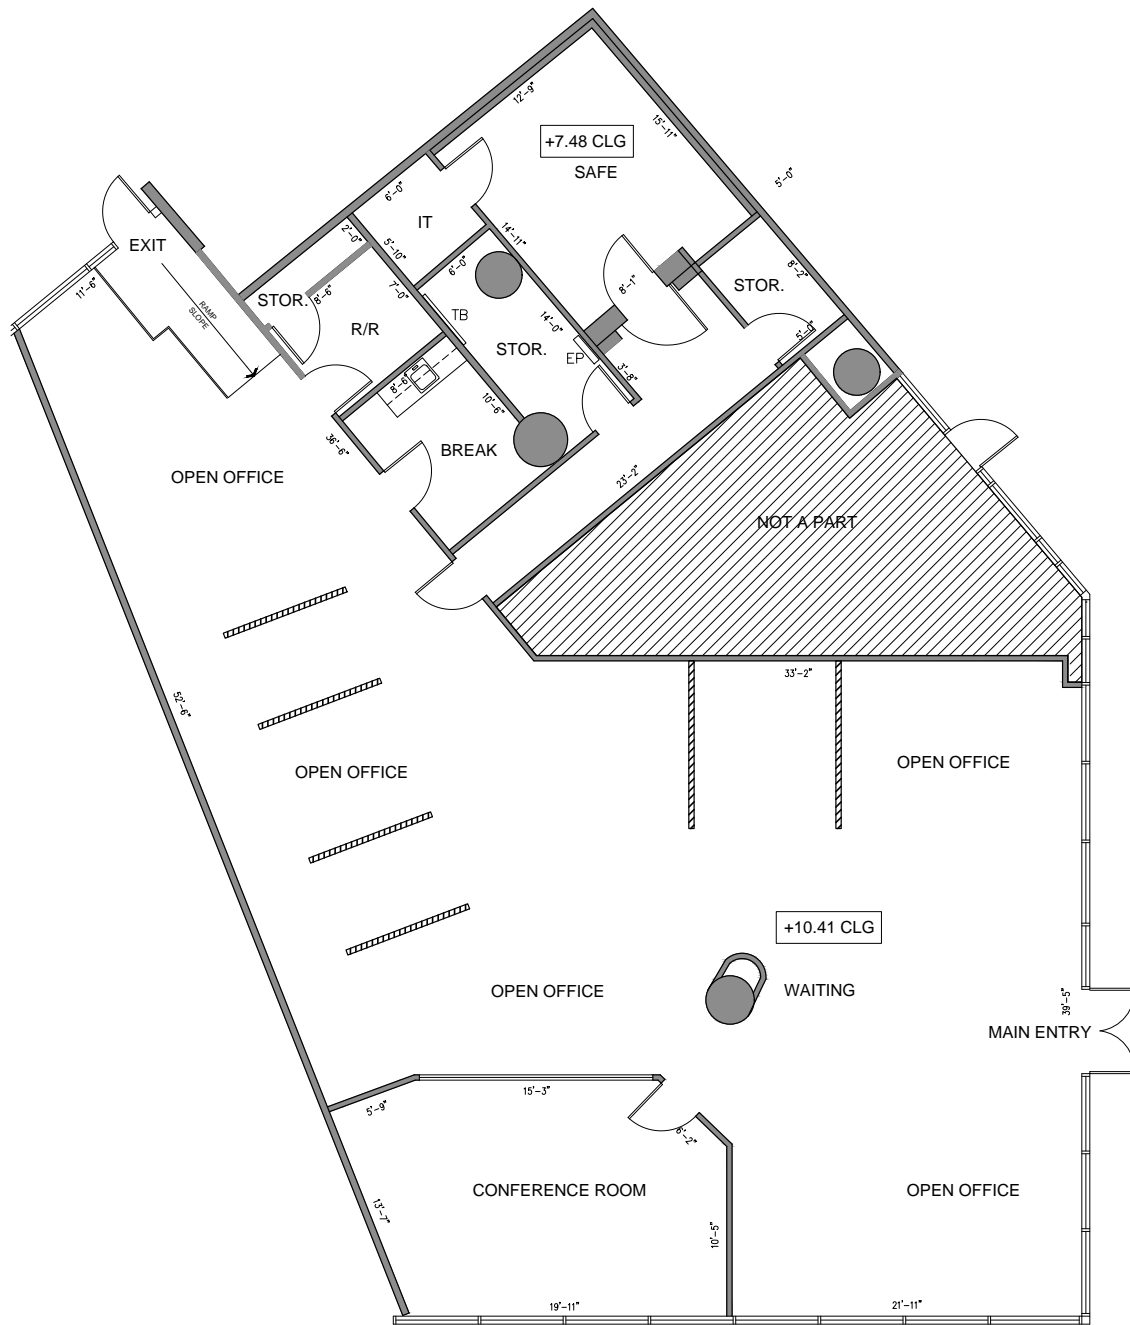 12'-9"
15'-11"
+7.48 CLG
SAFE
5'-0"
6'-0"
IT
14'-11"
2'-0"
5'-10"
EXIT
6'-0"
8'-1"
8'-2"
STOR.
11'-6"
STOR.
8'-6"
7'-0"
RAMP
SLOPE
R/R
TB
14'-0"
STOR.
EP
5'-0"
3'-8"
8'-6"
10'-6"
36'-6"
BREAK
OPEN OFFICE
23'-2"
NOT A PART
33'-2"
52'-6"
OPEN OFFICE
OPEN OFFICE
+10.41 CLG
OPEN OFFICE
WAITING
39'-5"
MAIN ENTRY
15'-3"
5'-9"
6'-2"
CONFERENCE ROOM
OPEN OFFICE
13'-7"
10'-5"
19'-11"
21'-11"